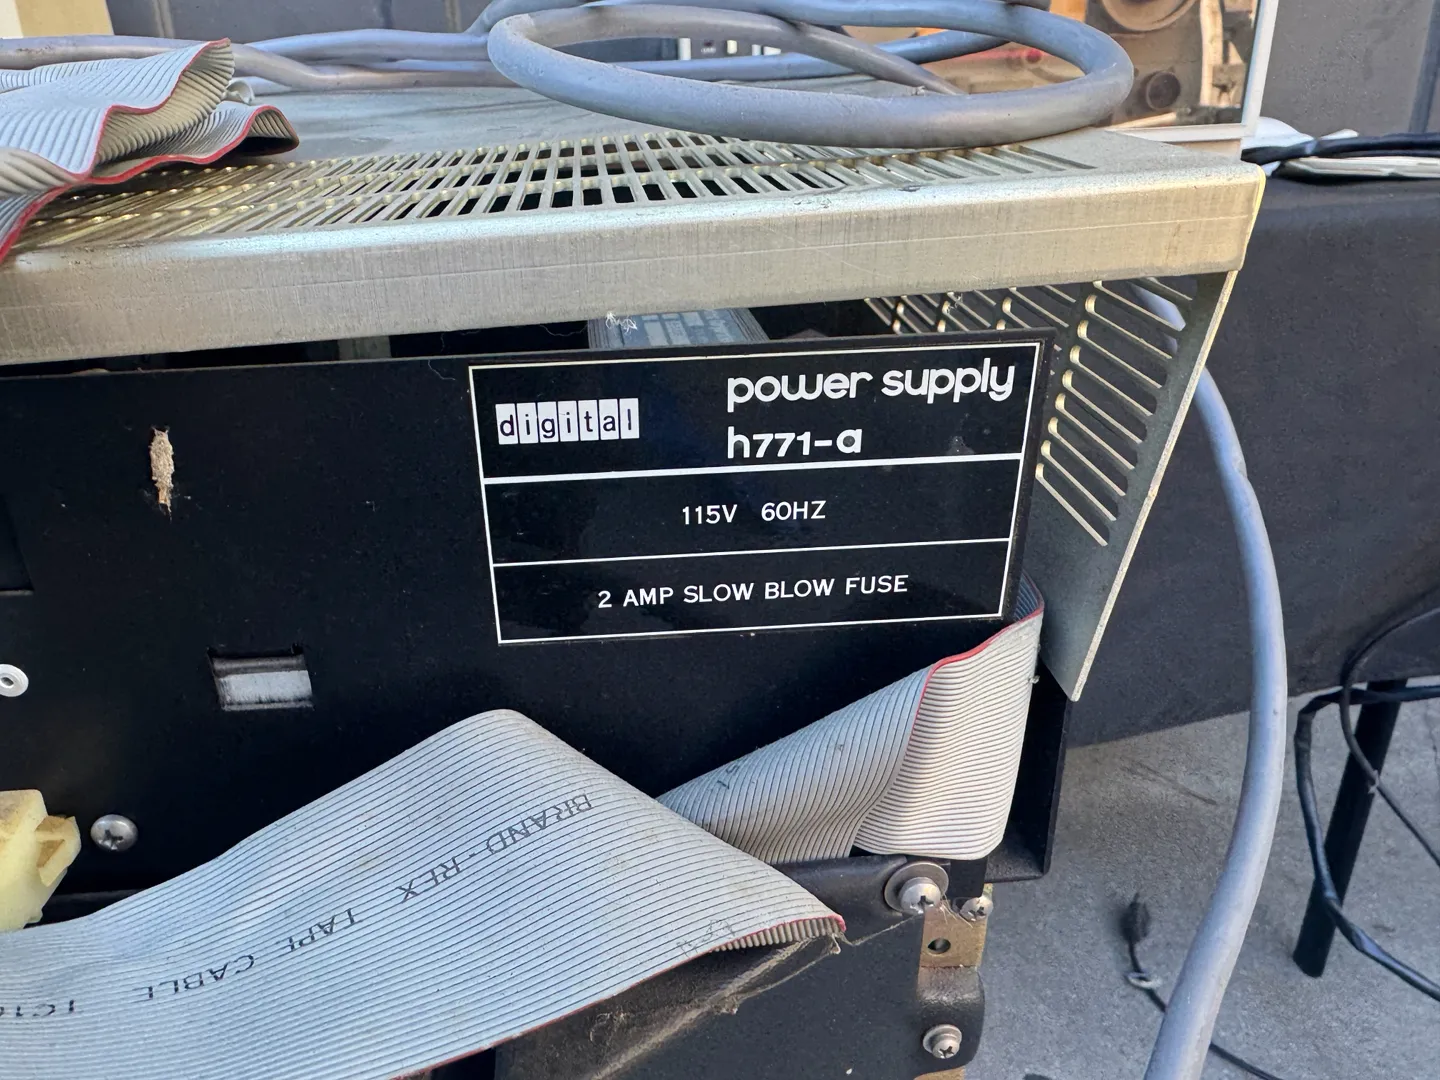 digital
power supply
h771-a
115V 60HZ
2 AMP SLOW BLOW FUSE
BRAND-REX TAPE CABLE